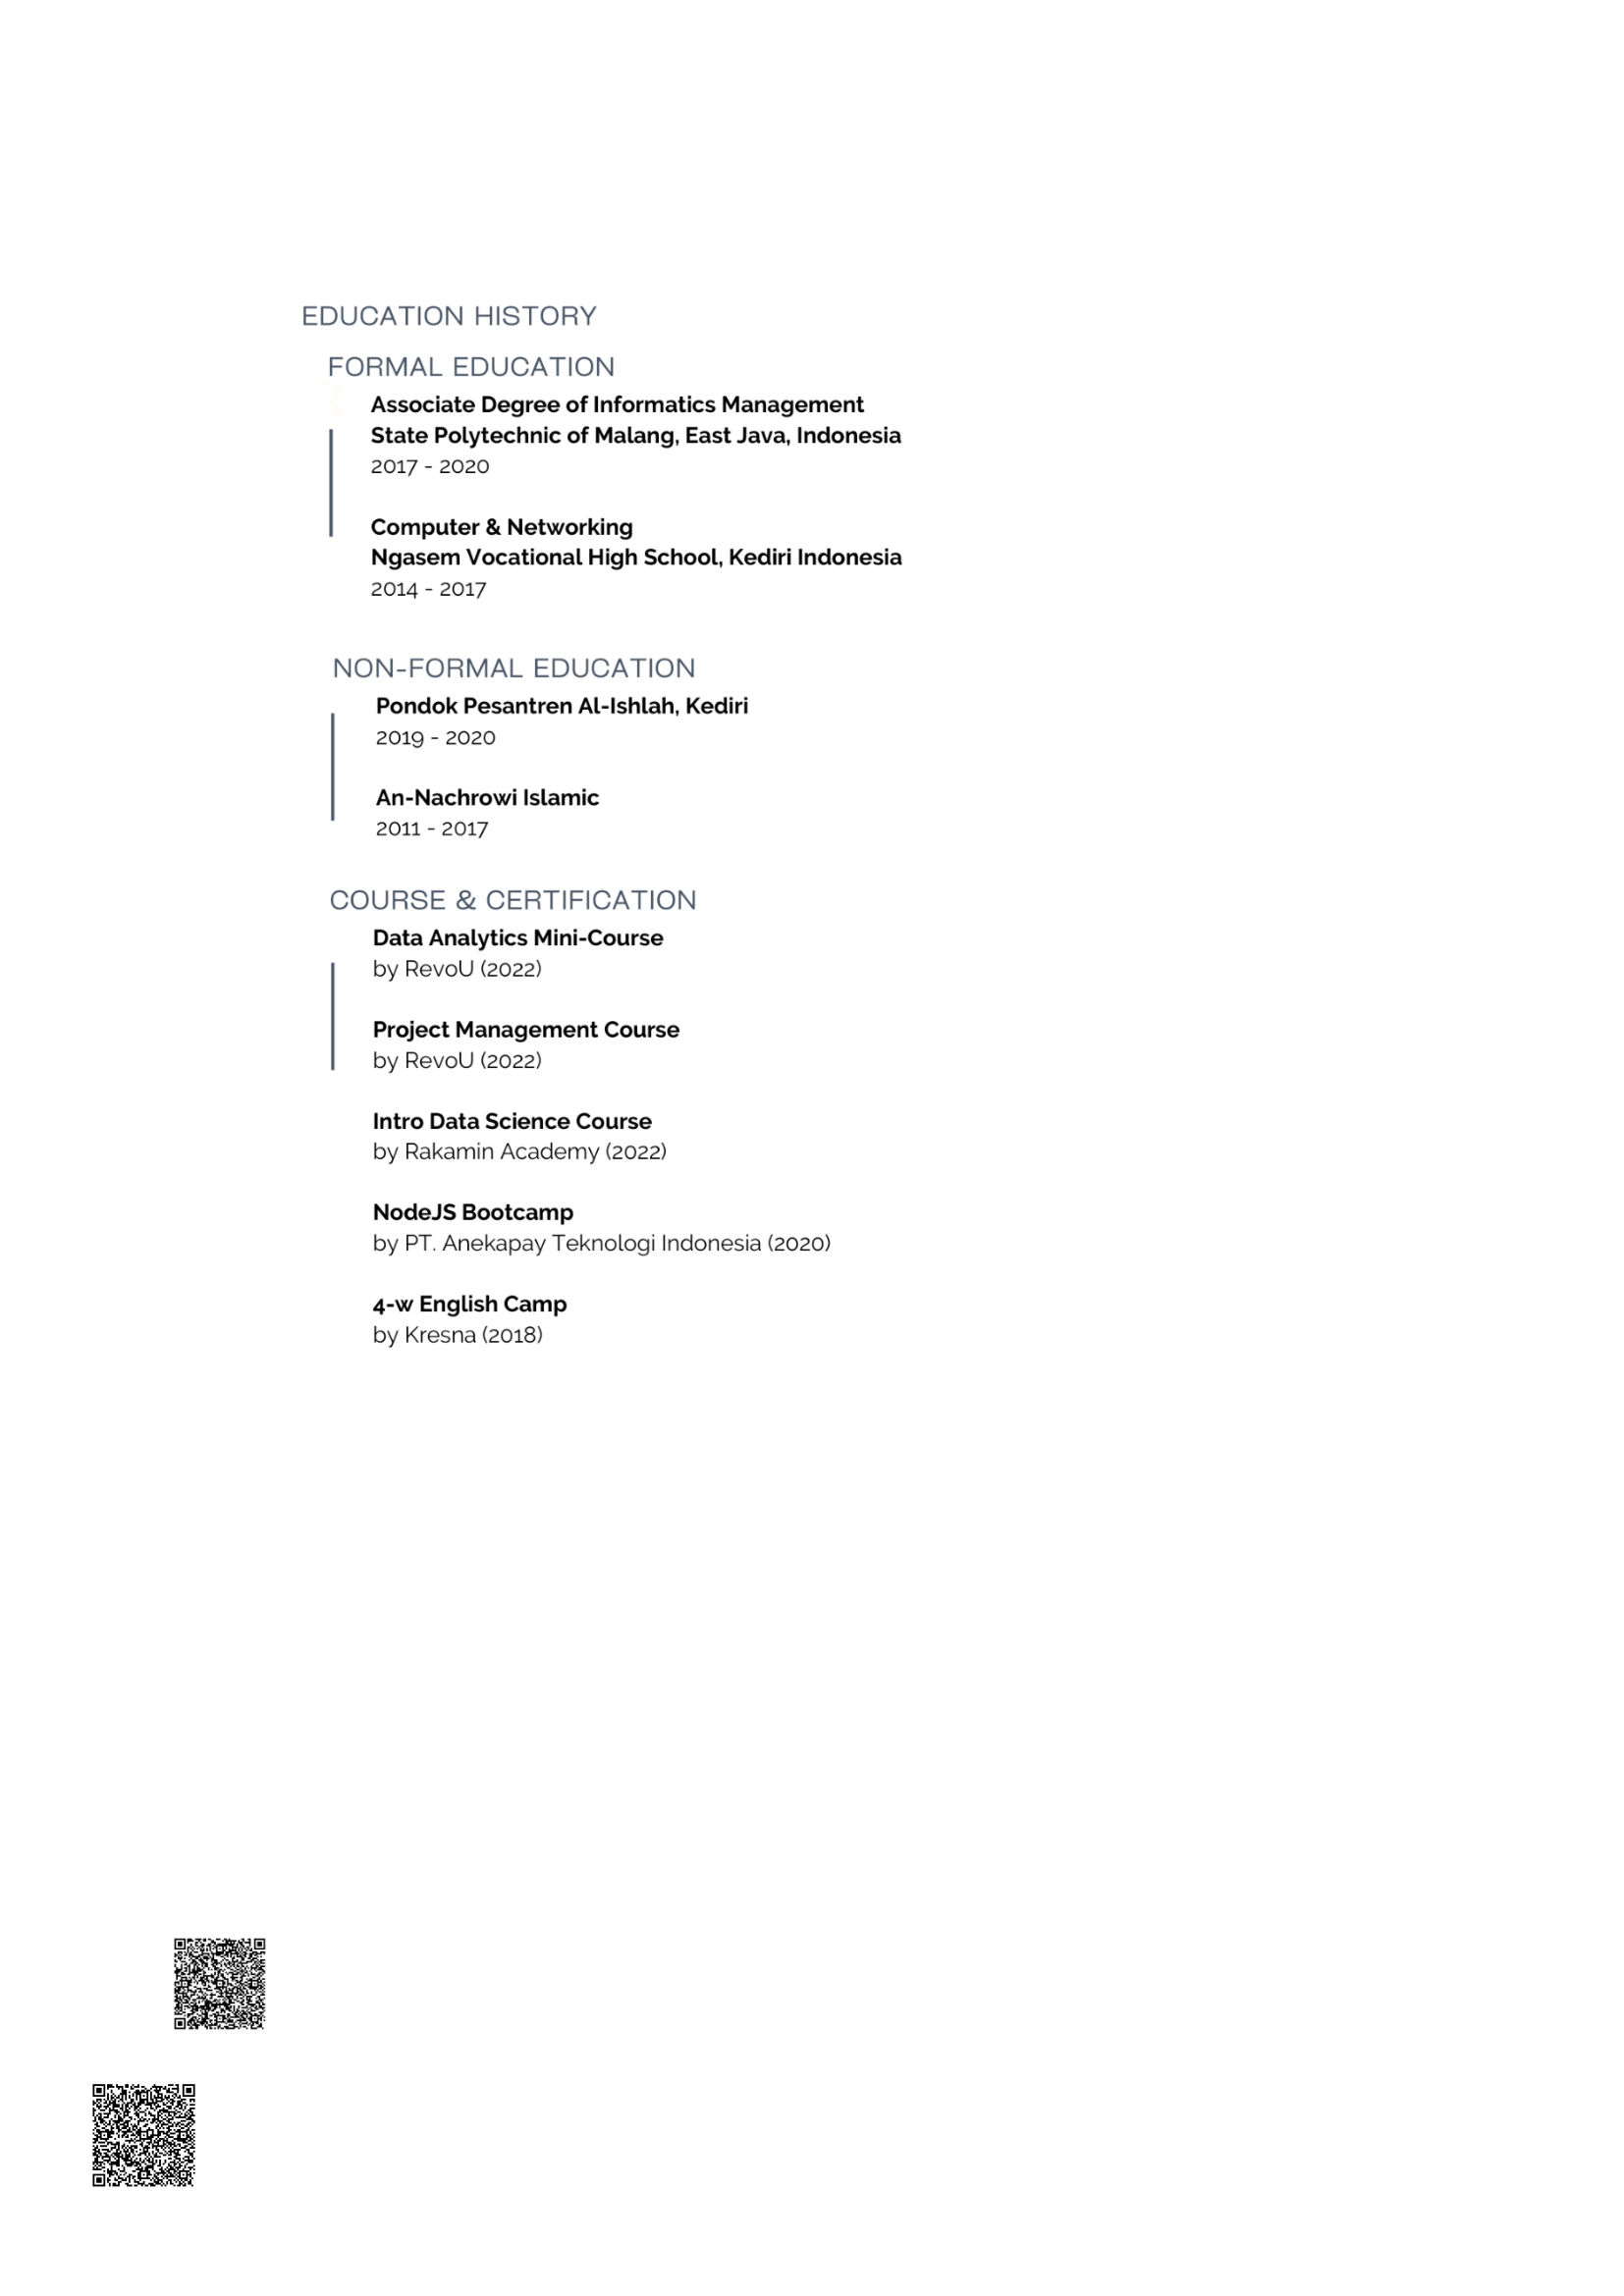 EDUCATION HISTORY
FORMAL EDUCATION
R
Associate Degree of Informatics Management
State Polytechnic of Malang, East Java, Indonesia
2017 - 2020
Computer & Networking
Ngasem Vocational High School, Kediri Indonesia
2014 - 2017
NON-FORMAL EDUCATION
Pondok Pesantren Al-Ishlah, Kediri
2019 - 2020
An-Nachrowi Islamic
2011 - 2017
COURSE & CERTIFICATION
Data Analytics Mini-Course
by RevoU (2022)
Project Management Course
by RevoU (2022)
Intro Data Science Course
by Rakamin Academy (2022)
NodeJS Bootcamp
by PT. Anekapay Teknologi Indonesia (2020)
4-w English Camp
by Kresna (2018)